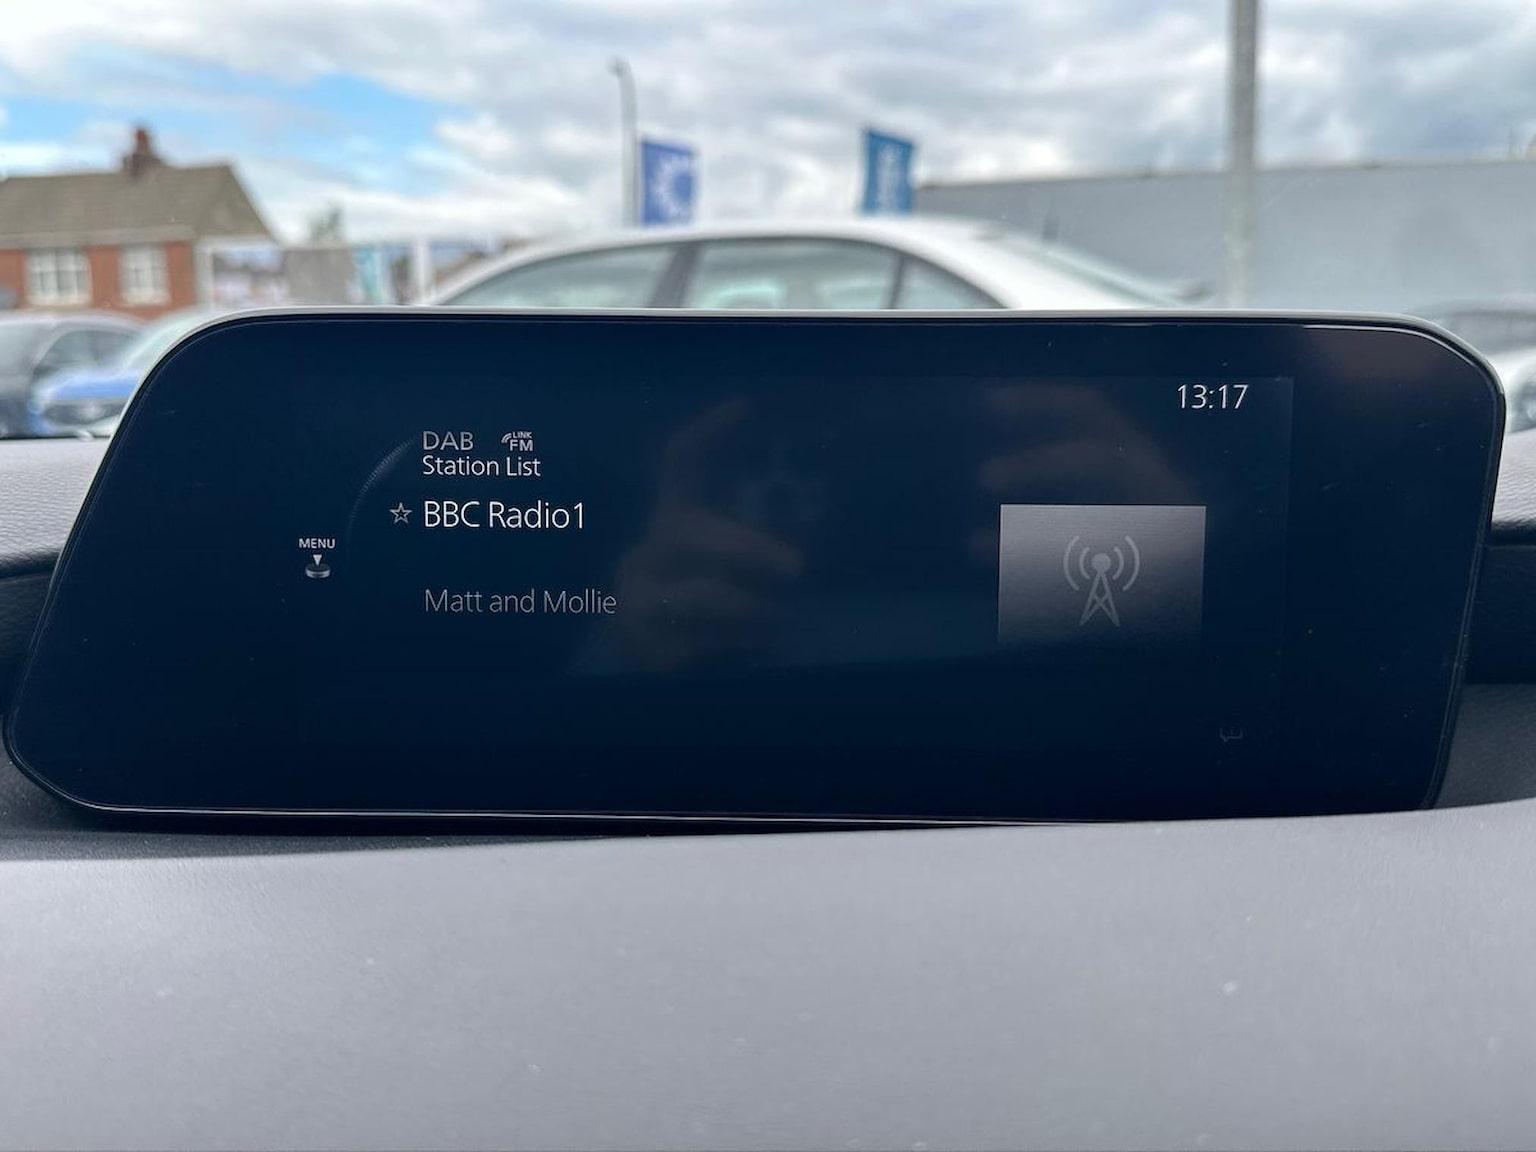 13:17
DAB LINK FM
Station List
BBC Radio1
MENU
Matt and Mollie